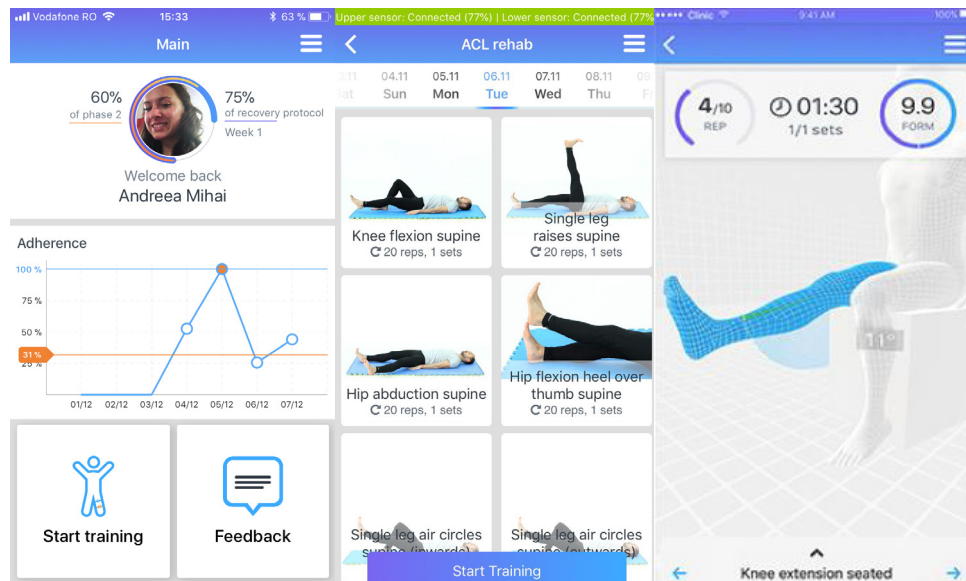 Vodafone RO 15:33 63 %
Main
60%
of phase 2
75%
of recovery protocol
Week 1
Welcome back
Andreea Mihai
Adherence
100 %
75 %
50 %
31 %
25 %
01/12 02/12 03/12 04/12 05/12 06/12 07/12
Start training
Feedback
Upper sensor: Connected (77%) | Lower sensor: Connected (77%
ACL rehab
04.11 05.11 06.11 07.11 08.11
Sun Mon Tue Wed Thu
Knee flexion supine
20 reps, 1 sets
Single leg
raises supine
20 reps, 1 sets
Hip abduction supine
20 reps, 1 sets
Hip flexion heel over
thumb supine
20 reps, 1 sets
Single leg air circles
supine (inwards)
Single leg air circles
supine (outwards)
Start Training
Clinic 9:41 AM 100%
4/10
REP
01:30
1/1 sets
9.9
FORM
11°
Knee extension seated